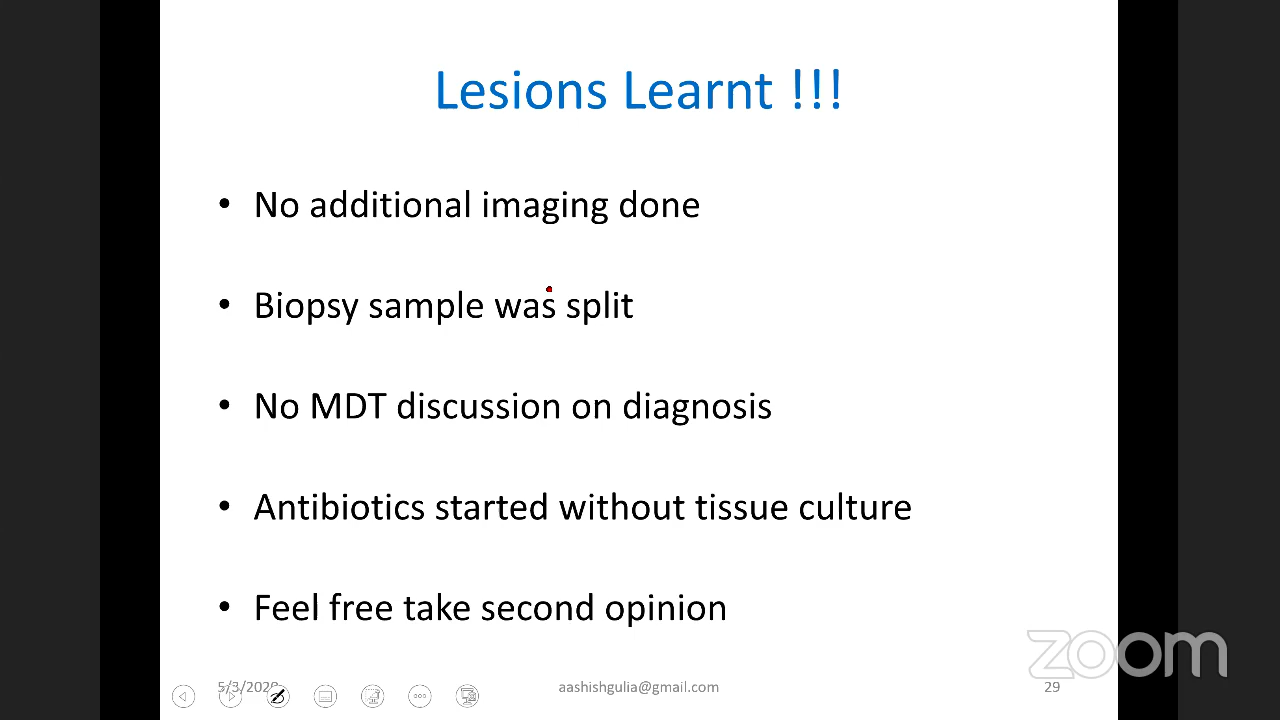 Lesions Learnt !!!
• No additional imaging done
• Biopsy sample was split
• No MDT discussion on diagnosis
• Antibiotics started without tissue culture
• Feel free take second opinion
5/3/2020
aashishgulia@gmail.com
29
zoom